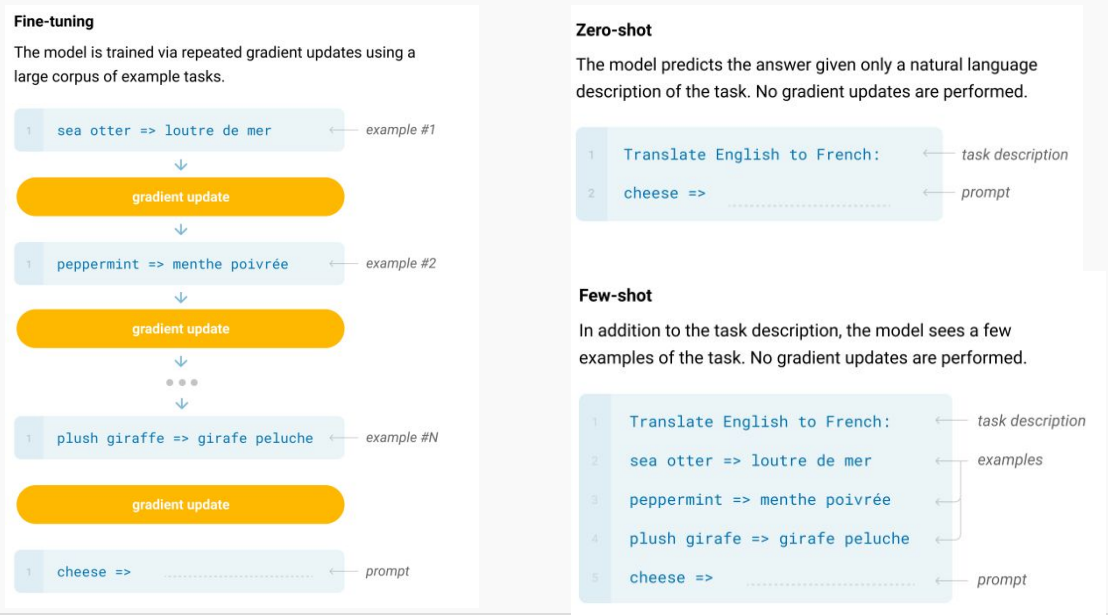 Fine-tuning
The model is trained via repeated gradient updates using a
large corpus of example tasks.
1 sea otter => loutre de mer example #1
gradient update
1 peppermint => menthe poivrée example #2
gradient update
1 plush giraffe => girafe peluche example #N
gradient update
1 cheese => prompt
Zero-shot
The model predicts the answer given only a natural language
description of the task. No gradient updates are performed.
1 Translate English to French: task description
2 cheese => prompt
Few-shot
In addition to the task description, the model sees a few
examples of the task. No gradient updates are performed.
1 Translate English to French: task description
2 sea otter => loutre de mer examples
3 peppermint => menthe poivrée
4 plush girafe => girafe peluche
5 cheese => prompt